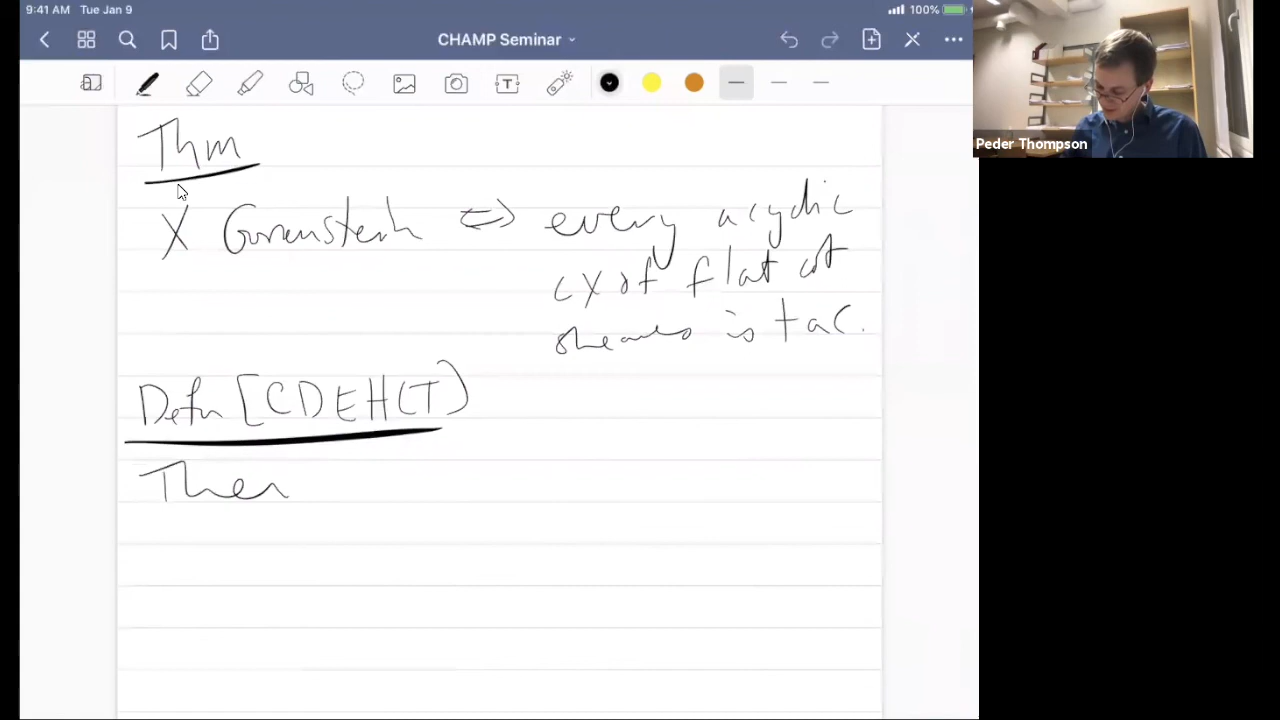 9:41 AM Tue Jan 9
100%
CHAMP Seminar
Peder Thompson
Thm
X Gorenstein ⇔ every acyclic
cx of flat cot
sheaves is tac.
Defn [CDEH(T)
Then